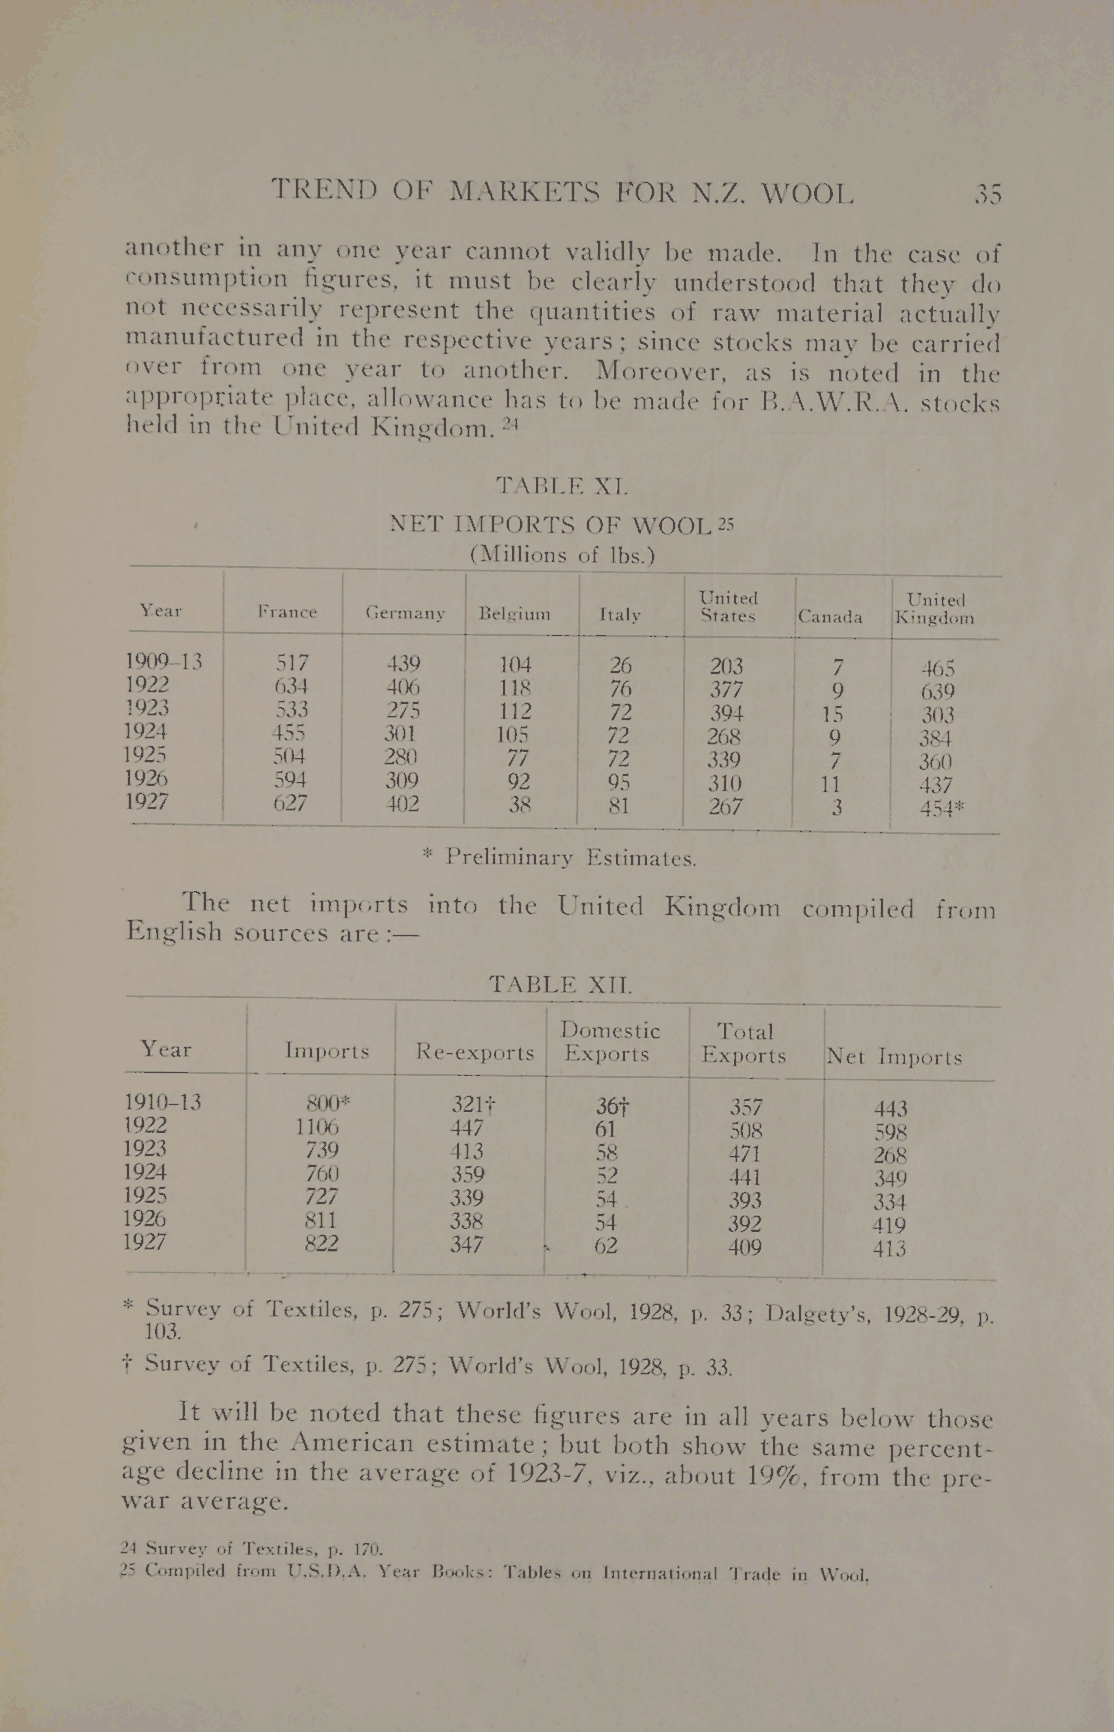 TREND OF MARKETS FOR N.Z. WOOL 35
another in any one year cannot validly be made. In the case of
consumption figures, it must be clearly understood that they do
not necessarily represent the quantities of raw material actually
manufactured in the respective years; since stocks may be carried
over from one year to another. Moreover, as is noted in the
appropriate place, allowance has to be made for B.A.W.R.A. stocks
held in the United Kingdom. 24
TABLE XI.
NET IMPORTS OF WOOL 25
(Millions of lbs.)
United United
Year France Germany Belgium Italy States Canada Kingdom
1909-13 517 439 104 26 203 7 465
1922 634 406 118 76 377 9 639
1923 533 275 112 72 394 15 303
1924 455 301 105 72 268 9 384
1925 504 280 77 72 339 7 360
1926 594 309 92 95 310 11 437
1927 627 402 38 81 267 3 454*
* Preliminary Estimates.
The net imports into the United Kingdom compiled from
English sources are :—
TABLE XII.
Domestic Total
Year Imports Re-exports Exports Exports Net Imports
1910-13 800* 321† 36† 357 443
1922 1106 447 61 508 598
1923 739 413 58 471 268
1924 760 359 52 441 349
1925 727 339 54 393 334
1926 811 338 54 392 419
1927 822 347 62 409 413
* Survey of Textiles, p. 275; World's Wool, 1928, p. 33; Dalgety's, 1928-29, p.
103.
† Survey of Textiles, p. 275; World's Wool, 1928, p. 33.
It will be noted that these figures are in all years below those
given in the American estimate; but both show the same percent-
age decline in the average of 1923-7, viz., about 19%, from the pre-
war average.
24 Survey of Textiles, p. 170.
25 Compiled from U.S.D.A. Year Books: Tables on International Trade in Wool.